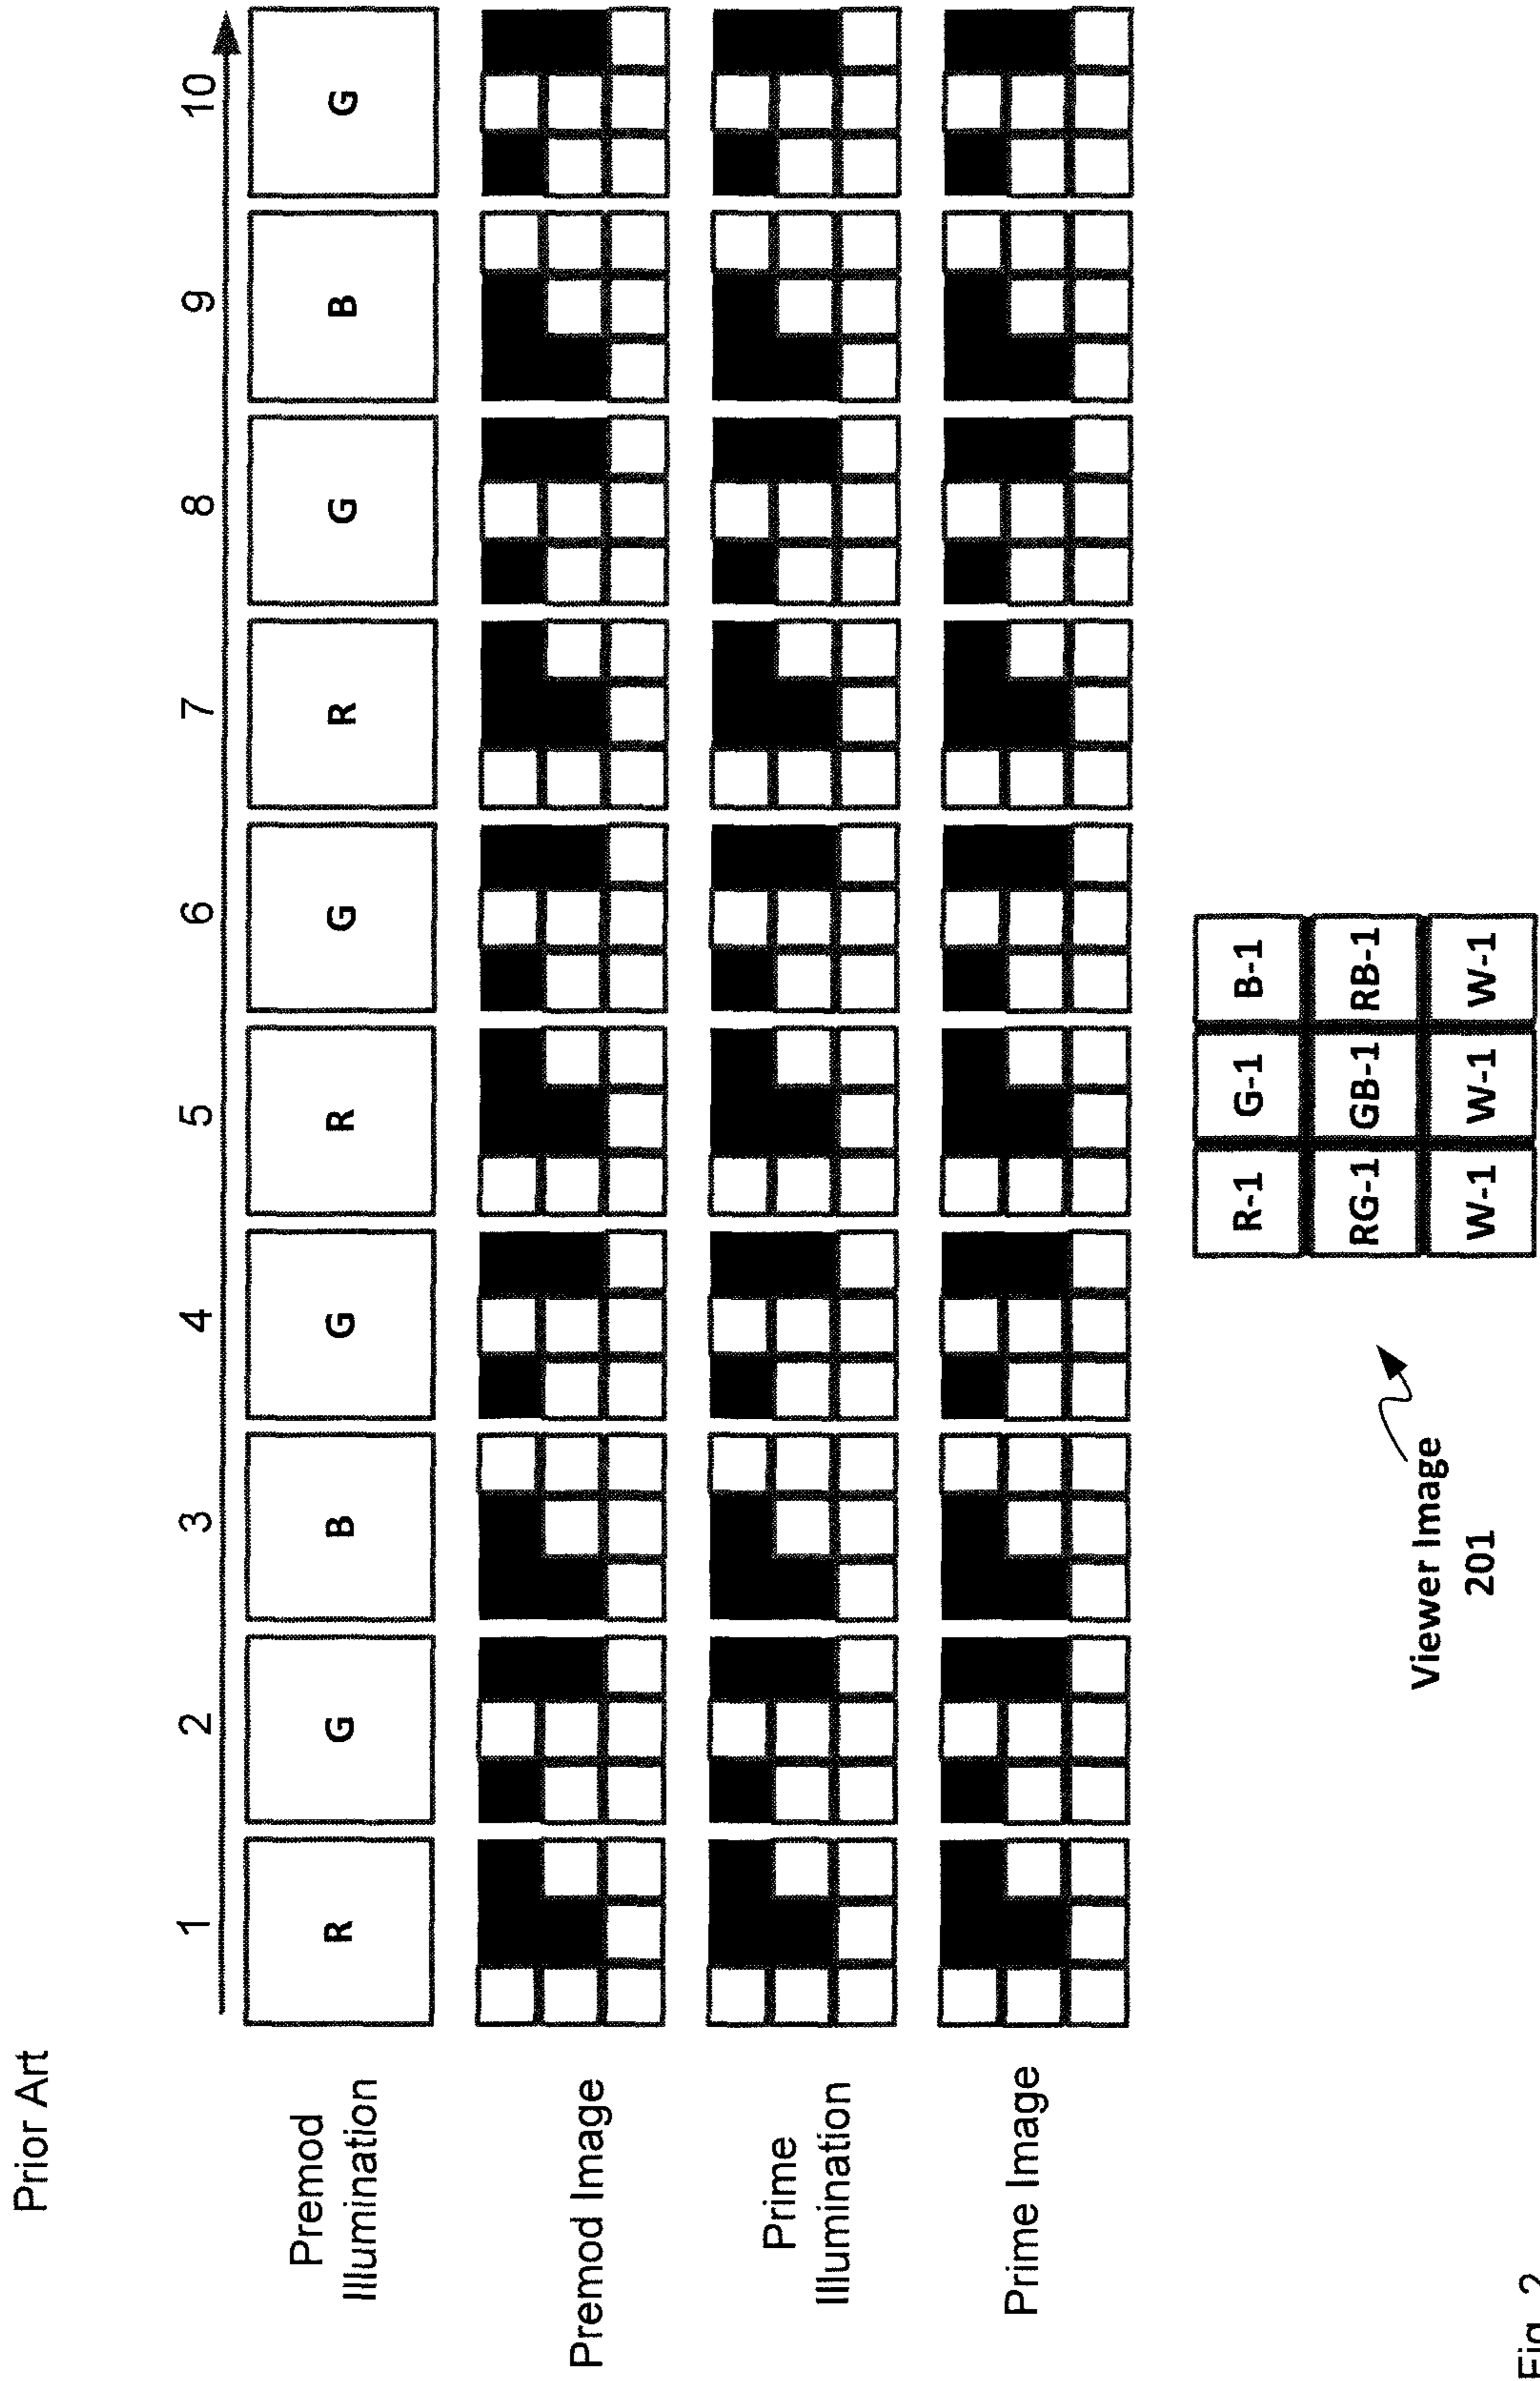 Prior Art
1 2 3 4 5 6 7 8 9 10
Premod
Illumination
R G B G R G R G B G
Premod Image
Prime
Illumination
Prime Image
Viewer Image
201
R-1 G-1 B-1
RG-1 GB-1 RB-1
W-1 W-1 W-1
Fig. 2